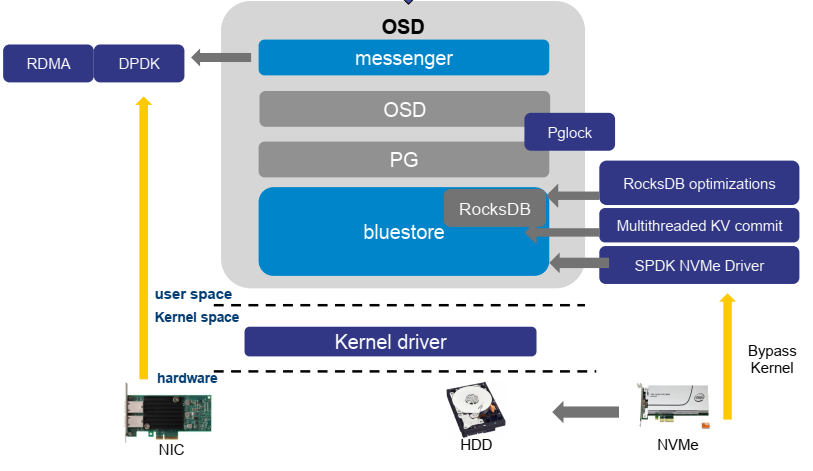 OSD
messenger
RDMA
DPDK
OSD
Pglock
PG
RocksDB optimizations
RocksDB
Multithreaded KV commit
bluestore
SPDK NVMe Driver
user space
Kernel space
Kernel driver
Bypass
Kernel
hardware
NIC
HDD
NVMe